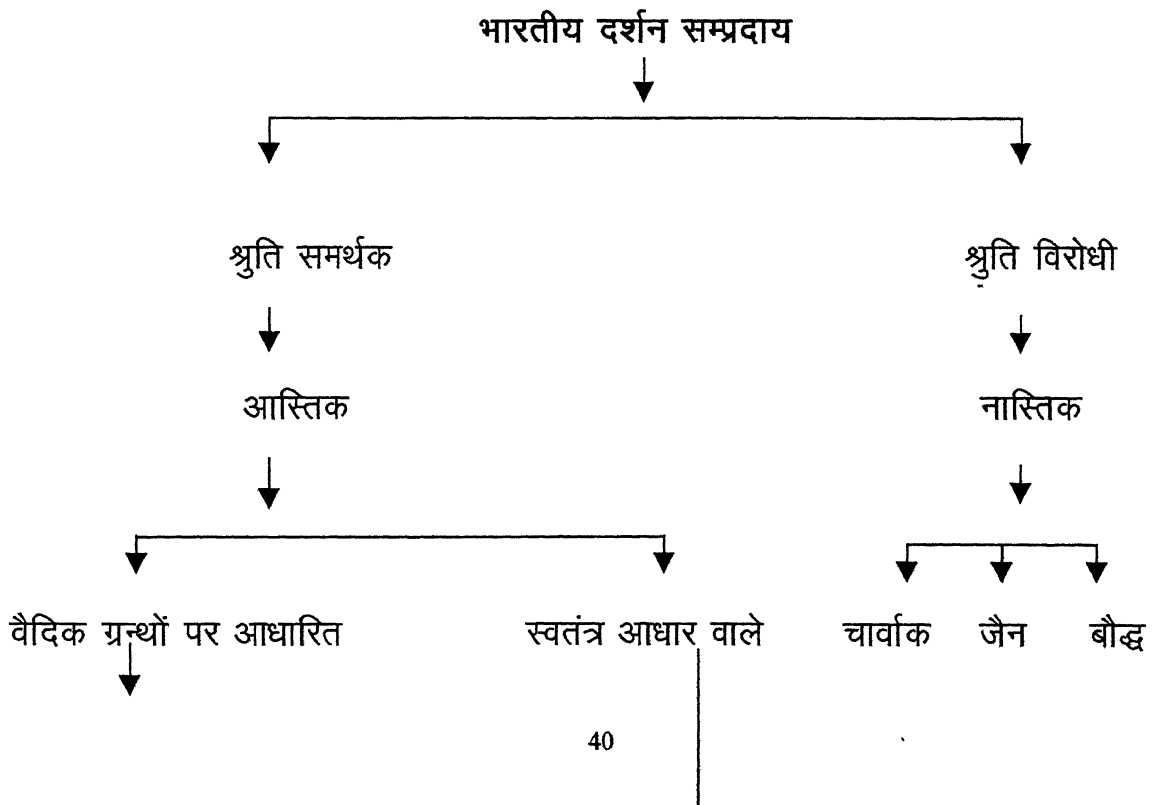 भारतीय दर्शन सम्प्रदाय
श्रुति समर्थक श्रुति विरोधी
आस्तिक नास्तिक
वैदिक ग्रन्थों पर आधारित स्वतंत्र आधार वाले चार्वाक जैन बौद्ध
40